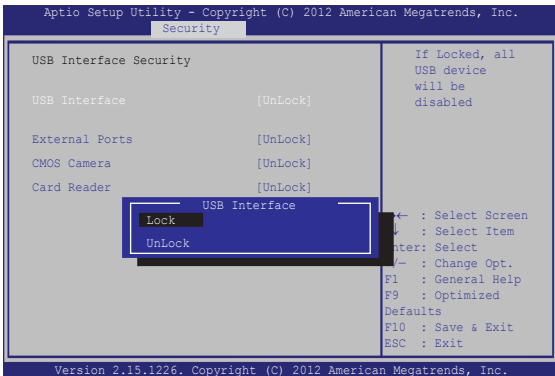 Aptio Setup Utility - Copyright (C) 2012 American Megatrends, Inc.
Security
USB Interface Security
USB Interface [UnLock]
External Ports [UnLock]
CMOS Camera [UnLock]
Card Reader [UnLock]
USB Interface
Lock
UnLock
If Locked, all
USB device
will be
disabled
→← : Select Screen
↓ : Select Item
nter: Select
/— : Change Opt.
F1 : General Help
F9 : Optimized
Defaults
F10 : Save & Exit
ESC : Exit
Version 2.15.1226. Copyright (C) 2012 American Megatrends, Inc.